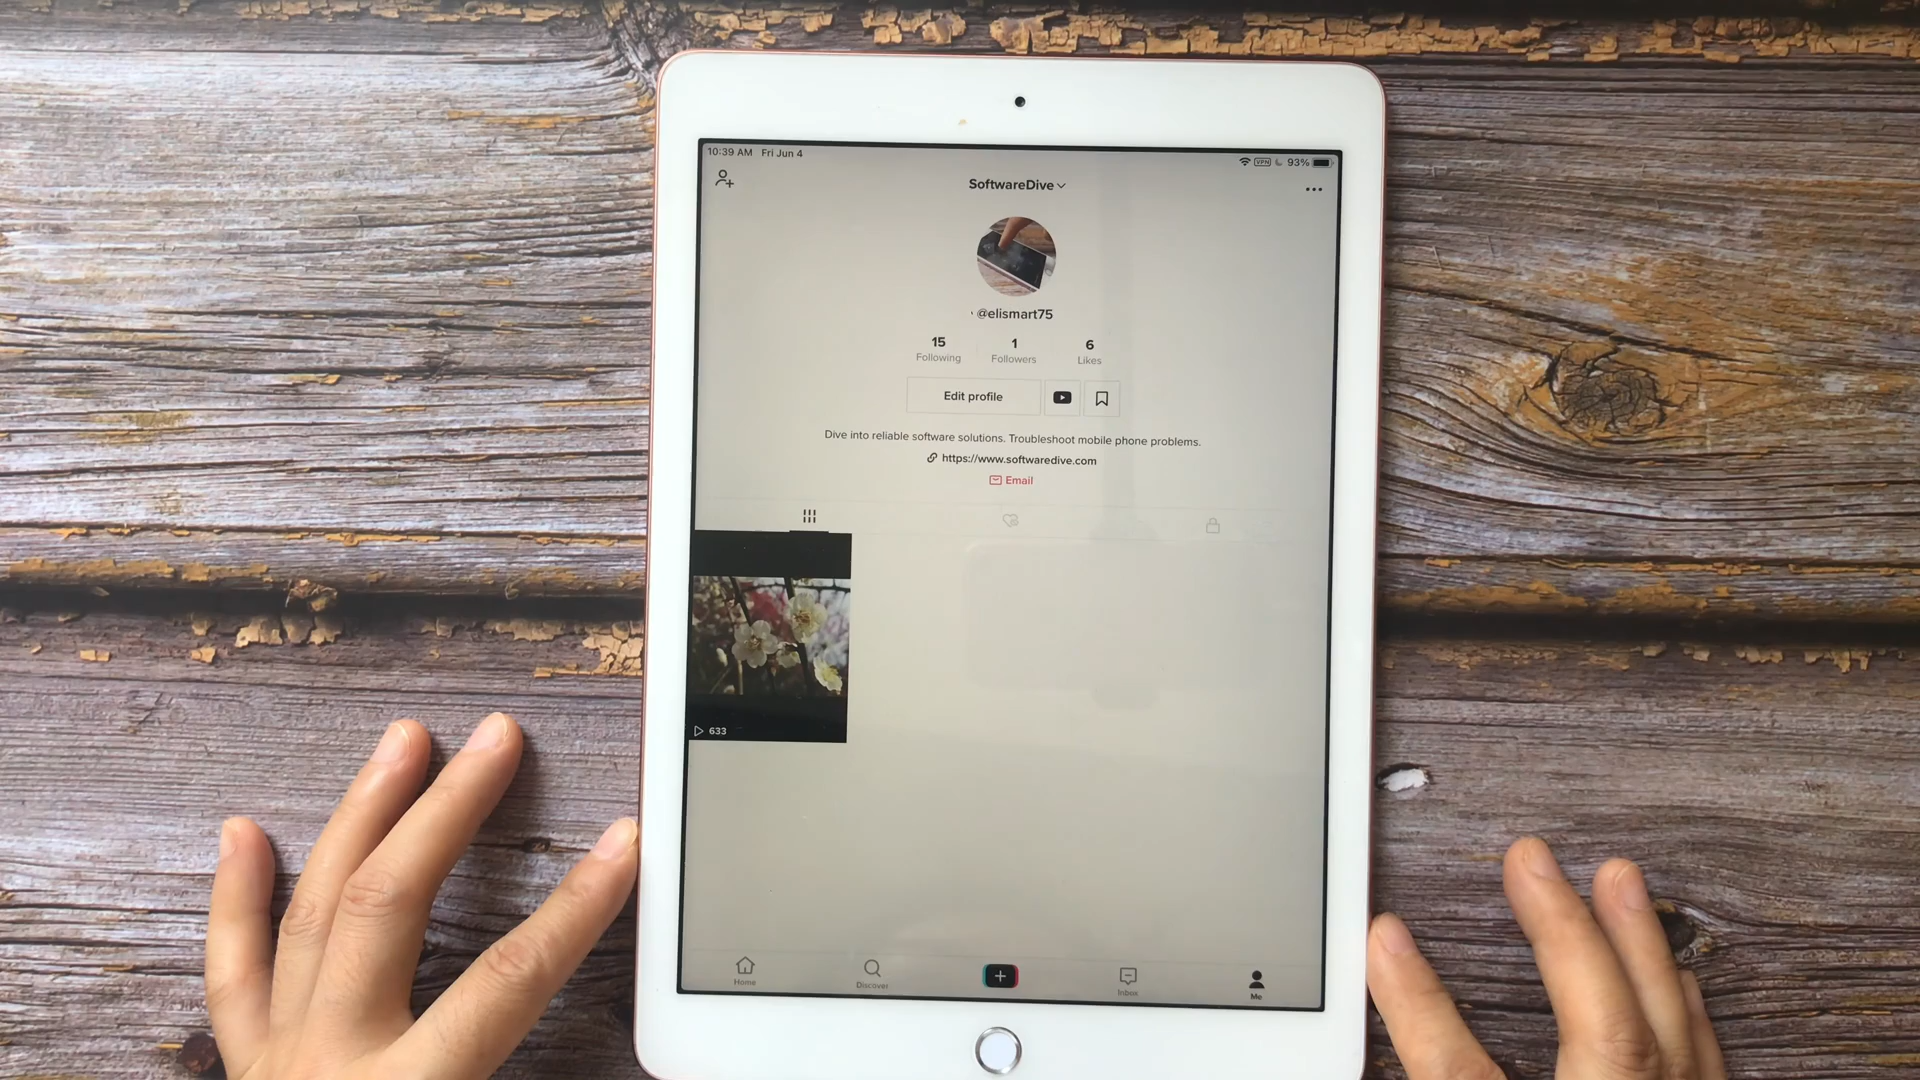 10:39 AM Fri Jun 4
VPN 93%
SoftwareDive
@elismart75
15 1 6
Following Followers Likes
Edit profile
Dive into reliable software solutions. Troubleshoot mobile phone problems.
https://www.softwaredive.com
Email
633
Home Discover Inbox Me